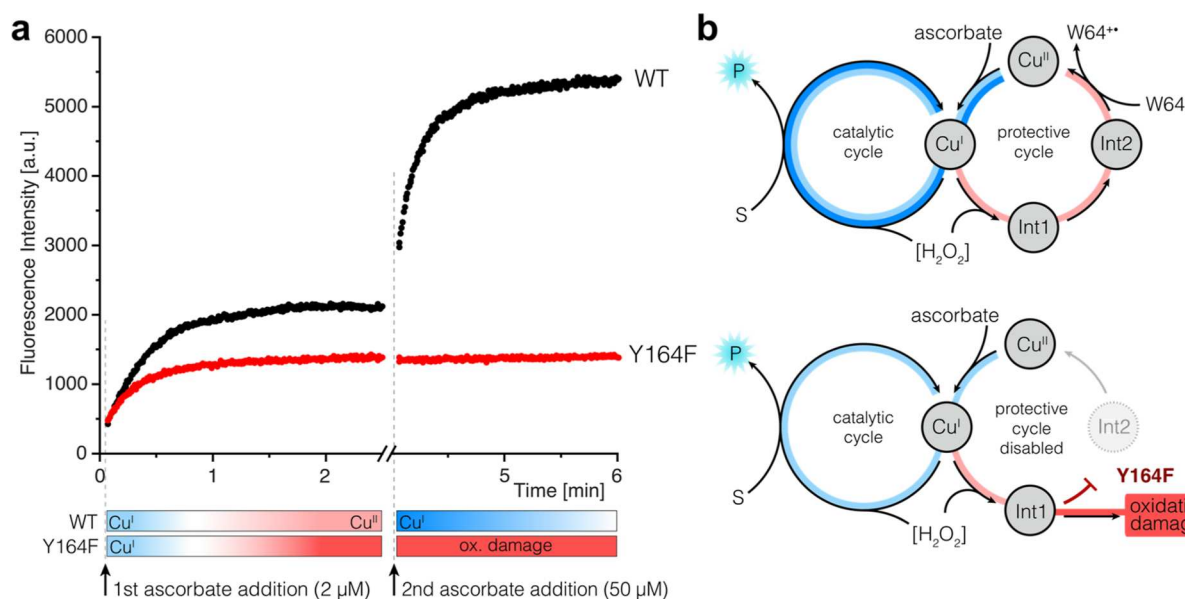 a
Fluorescence Intensity [a.u.]
6000
5000
4000
3000
2000
1000
0
WT
Y164F
0 1 2 5 6
Time [min]
WT Cuᴵ Cuᴵᴵ Cuᴵ
Y164F Cuᴵ ox. damage
1st ascorbate addition (2 µM) 2nd ascorbate addition (50 µM)
b
P
S
catalytic
cycle
Cuᴵ
[H₂O₂]
ascorbate
Cuᴵᴵ
W64⁺•
W64
protective
cycle
Int2
Int1
P
S
catalytic
cycle
Cuᴵ
[H₂O₂]
ascorbate
Cuᴵᴵ
protective
cycle
disabled
Int2
Y164F
Int1
oxidati
damag